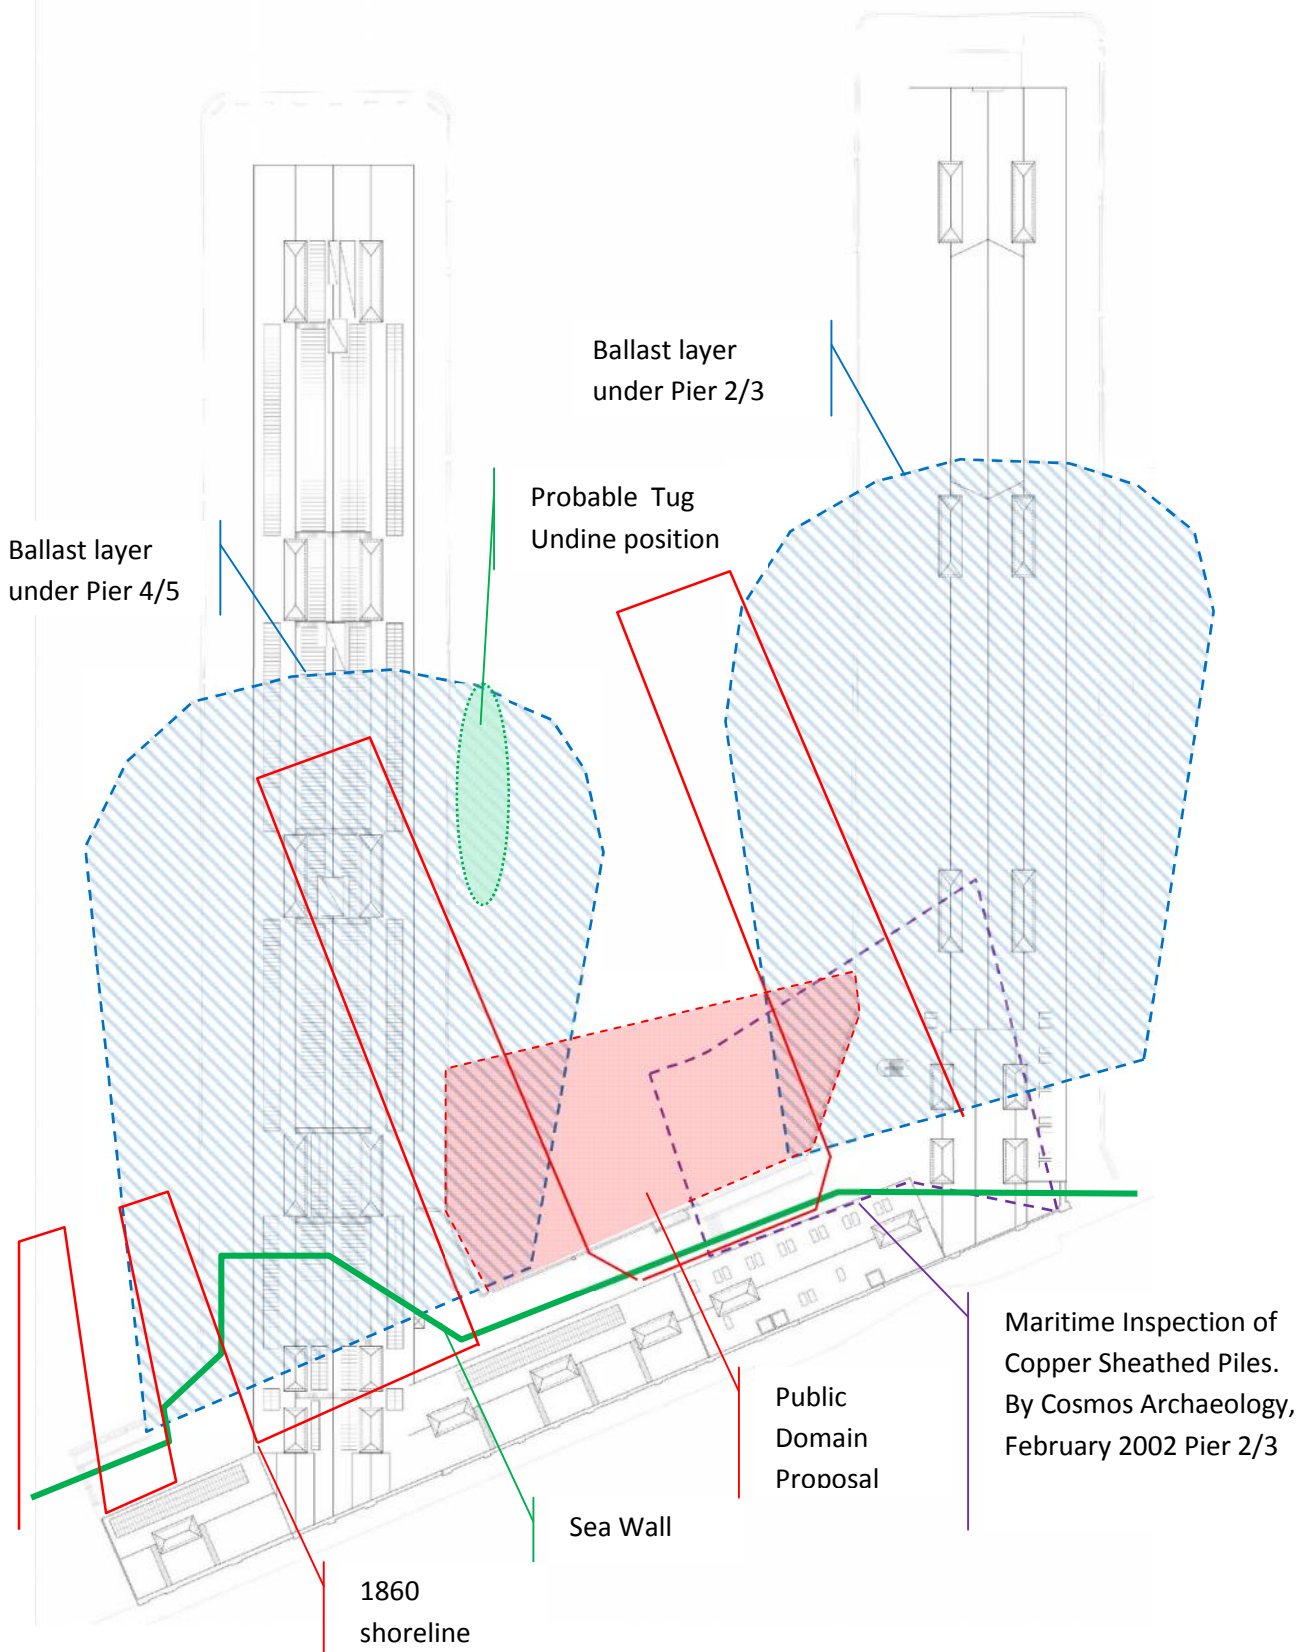 Ballast layer
under Pier 2/3
Probable Tug
Undine position
Ballast layer
under Pier 4/5
Maritime Inspection of
Copper Sheathed Piles.
By Cosmos Archaeology,
February 2002 Pier 2/3
Public
Domain
Proposal
Sea Wall
1860
shoreline